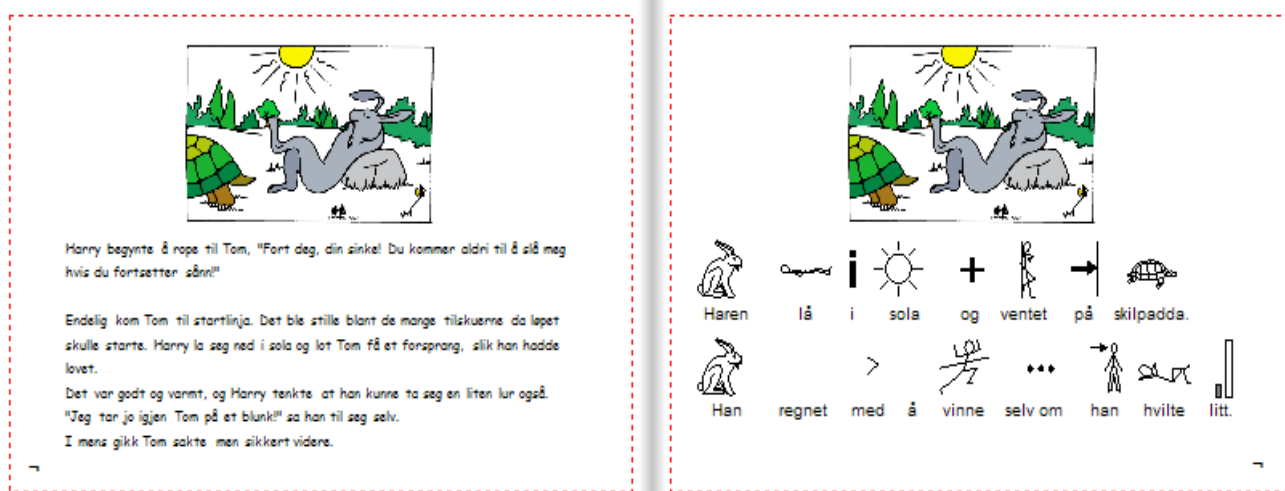 Harry begynte å rope til Tom, "Fort deg, din sinke! Du kommer aldri til å slå meg
hvis du fortsetter sånn!"
Endelig kom Tom til startlinja. Det ble stille blant de mange tilskuerne da løpet
skulle starte. Harry la seg ned i sola og lot Tom få et forsprang, slik han hadde
lovet.
Det var godt og varmt, og Harry tenkte at han kunne ta seg en liten lur også.
"Jeg tar jo igjen Tom på et blunk!" sa han til seg selv.
I mens gikk Tom sakte men sikkert videre.
¬
i + 
Haren lå i sola og ventet på skilpadda.
> ...
Han regnet med å vinne selv om han hvilte litt.
¬